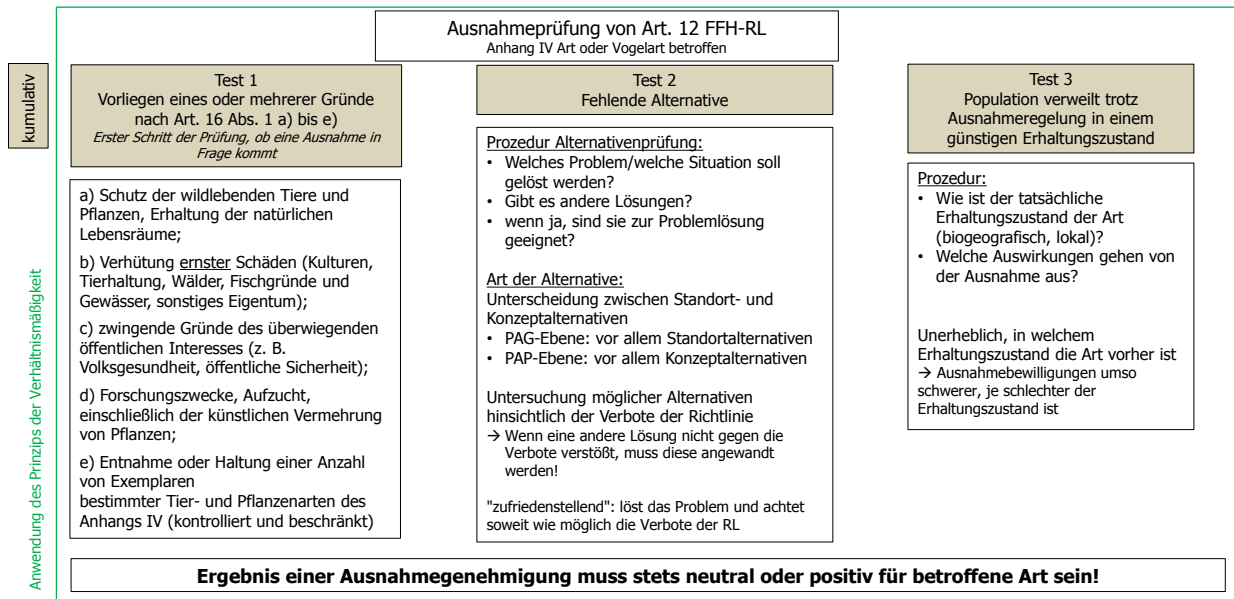 Ausnahmeprüfung von Art. 12 FFH-RL
Anhang IV Art oder Vogelart betroffen
kumulativ
Anwendung des Prinzips der Verhältnismäßigkeit
Test 1
Vorliegen eines oder mehrerer Gründe
nach Art. 16 Abs. 1 a) bis e)
Erster Schritt der Prüfung, ob eine Ausnahme in
Frage kommt
a) Schutz der wildlebenden Tiere und
Pflanzen, Erhaltung der natürlichen
Lebensräume;
b) Verhütung ernster Schäden (Kulturen,
Tierhaltung, Wälder, Fischgründe und
Gewässer, sonstiges Eigentum);
c) zwingende Gründe des überwiegenden
öffentlichen Interesses (z. B.
Volksgesundheit, öffentliche Sicherheit);
d) Forschungszwecke, Aufzucht,
einschließlich der künstlichen Vermehrung
von Pflanzen;
e) Entnahme oder Haltung einer Anzahl
von Exemplaren
bestimmter Tier- und Pflanzenarten des
Anhangs IV (kontrolliert und beschränkt)
Test 2
Fehlende Alternative
Prozedur Alternativenprüfung:
• Welches Problem/welche Situation soll
gelöst werden?
• Gibt es andere Lösungen?
• wenn ja, sind sie zur Problemlösung
geeignet?
Art der Alternative:
Unterscheidung zwischen Standort- und
Konzeptalternativen
• PAG-Ebene: vor allem Standortalternativen
• PAP-Ebene: vor allem Konzeptalternativen
Untersuchung möglicher Alternativen
hinsichtlich der Verbote der Richtlinie
→ Wenn eine andere Lösung nicht gegen die
Verbote verstößt, muss diese angewandt
werden!
"zufriedenstellend": löst das Problem und achtet
soweit wie möglich die Verbote der RL
Test 3
Population verweilt trotz
Ausnahmeregelung in einem
günstigen Erhaltungszustand
Prozedur:
• Wie ist der tatsächliche
Erhaltungszustand der Art
(biogeografisch, lokal)?
• Welche Auswirkungen gehen von
der Ausnahme aus?
Unerheblich, in welchem
Erhaltungszustand die Art vorher ist
→ Ausnahmebewilligungen umso
schwerer, je schlechter der
Erhaltungszustand ist
Ergebnis einer Ausnahmegenehmigung muss stets neutral oder positiv für betroffene Art sein!